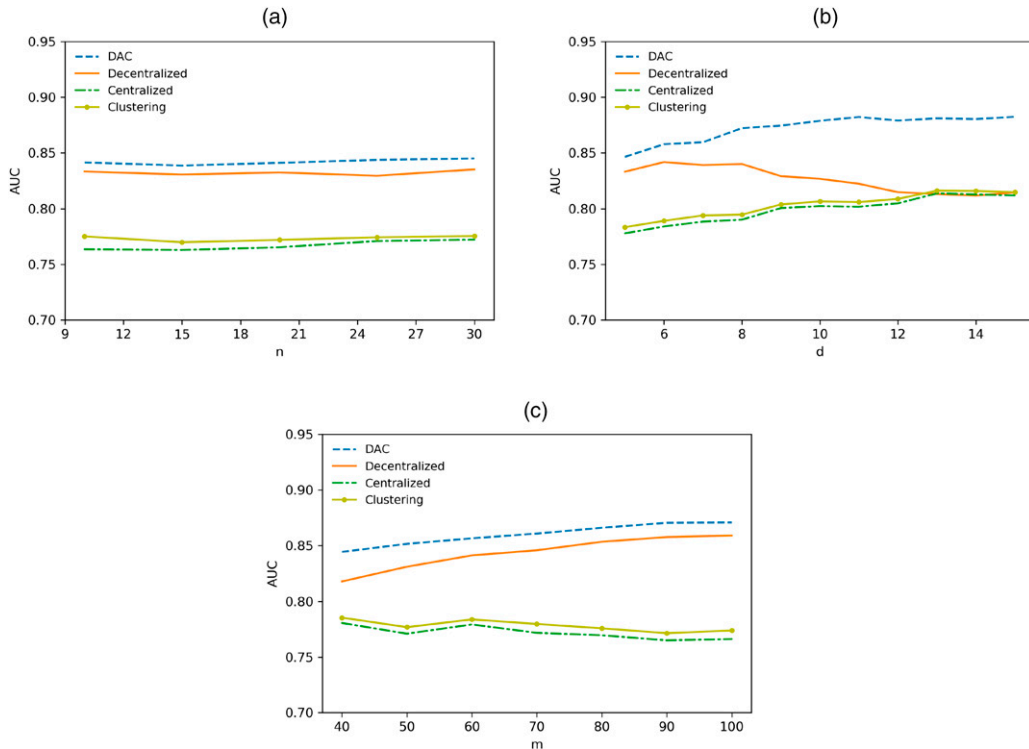 (a)
0.95
0.90
0.85
0.80
0.75
0.70
AUC
DAC
Decentralized
Centralized
Clustering
9 12 15 18 21 24 27 30
n
(b)
0.95
0.90
0.85
0.80
0.75
0.70
AUC
DAC
Decentralized
Centralized
Clustering
6 8 10 12 14
d
(c)
0.95
0.90
0.85
0.80
0.75
0.70
AUC
DAC
Decentralized
Centralized
Clustering
40 50 60 70 80 90 100
m